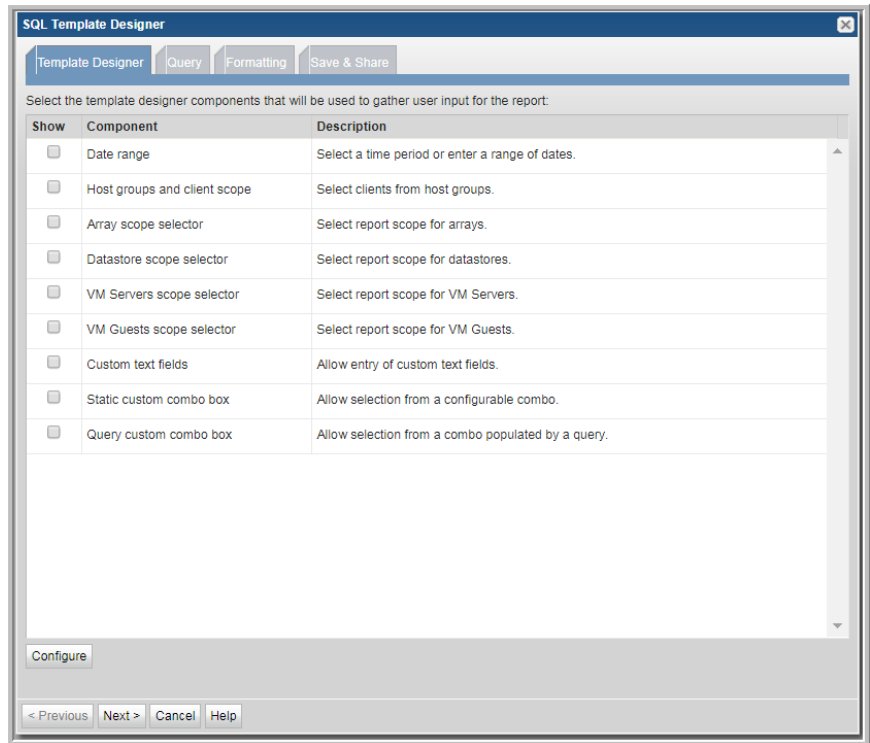 SQL Template Designer
Template Designer Query Formatting Save & Share
Select the template designer components that will be used to gather user input for the report:
Show Component Description
Date range Select a time period or enter a range of dates.
Host groups and client scope Select clients from host groups.
Array scope selector Select report scope for arrays.
Datastore scope selector Select report scope for datastores.
VM Servers scope selector Select report scope for VM Servers.
VM Guests scope selector Select report scope for VM Guests.
Custom text fields Allow entry of custom text fields.
Static custom combo box Allow selection from a configurable combo.
Query custom combo box Allow selection from a combo populated by a query.
Configure
< Previous Next > Cancel Help